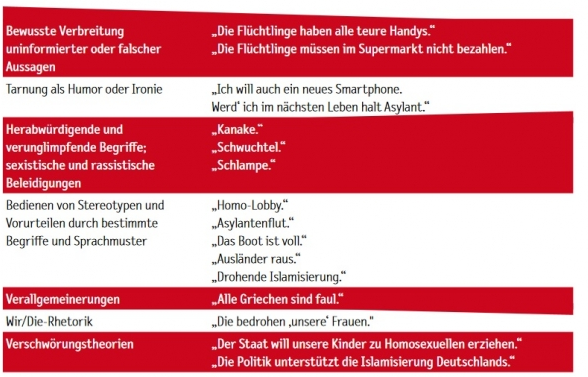 Bewusste Verbreitung
uninformierter oder falscher
Aussagen
„Die Flüchtlinge haben alle teure Handys.“
„Die Flüchtlinge müssen im Supermarkt nicht bezahlen.“
Tarnung als Humor oder Ironie
„Ich will auch ein neues Smartphone.
Werd‘ ich im nächsten Leben halt Asylant.“
Herabwürdigende und
verunglimpfende Begriffe;
sexistische und rassistische
Beleidigungen
„Kanake.“
„Schwuchtel.“
„Schlampe.“
Bedienen von Stereotypen und
Vorurteilen durch bestimmte
Begriffe und Sprachmuster
„Homo-Lobby.“
„Asylantenflut.“
„Das Boot ist voll.“
„Ausländer raus.“
„Drohende Islamisierung.“
Verallgemeinerungen
„Alle Griechen sind faul.“
Wir/Die-Rhetorik
„Die bedrohen ‚unsere‘ Frauen."
Verschwörungstheorien
„Der Staat will unsere Kinder zu Homosexuellen erziehen.“
„Die Politik unterstützt die Islamisierung Deutschlands.“